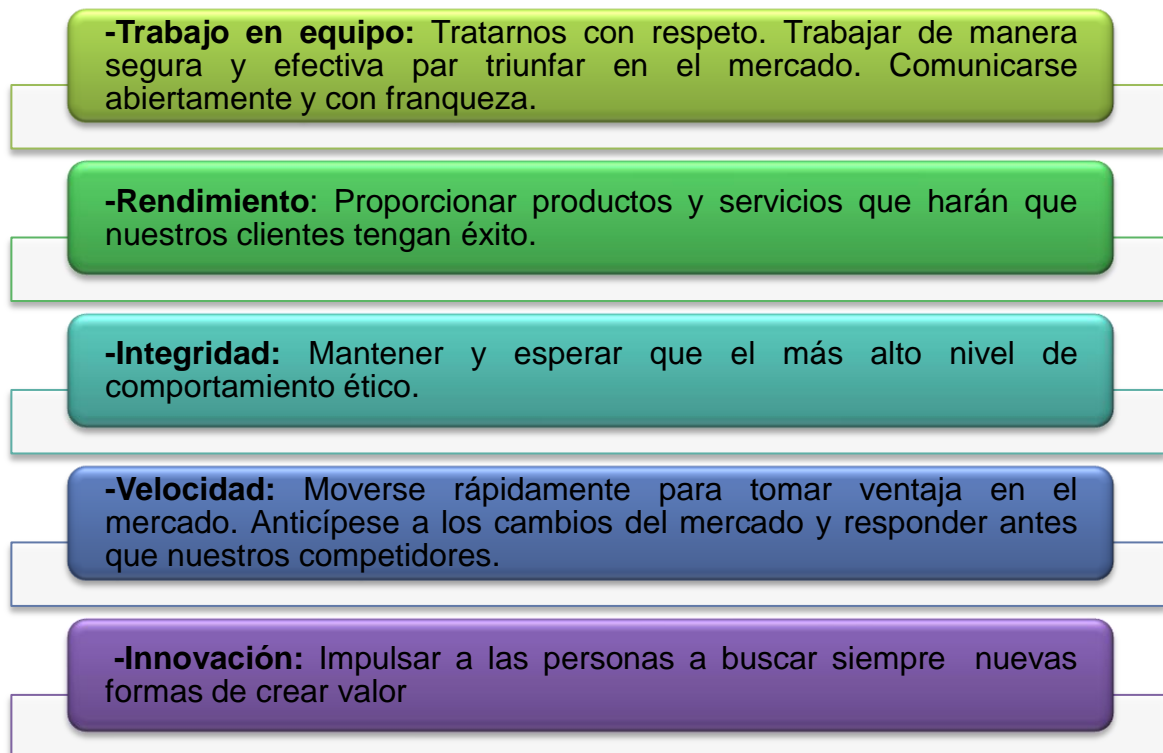 -Trabajo en equipo: Tratarnos con respeto. Trabajar de manera
segura y efectiva par triunfar en el mercado. Comunicarse
abiertamente y con franqueza.
-Rendimiento: Proporcionar productos y servicios que harán que
nuestros clientes tengan éxito.
-Integridad: Mantener y esperar que el más alto nivel de
comportamiento ético.
-Velocidad: Moverse rápidamente para tomar ventaja en el
mercado. Anticípese a los cambios del mercado y responder antes
que nuestros competidores.
-Innovación: Impulsar a las personas a buscar siempre nuevas
formas de crear valor